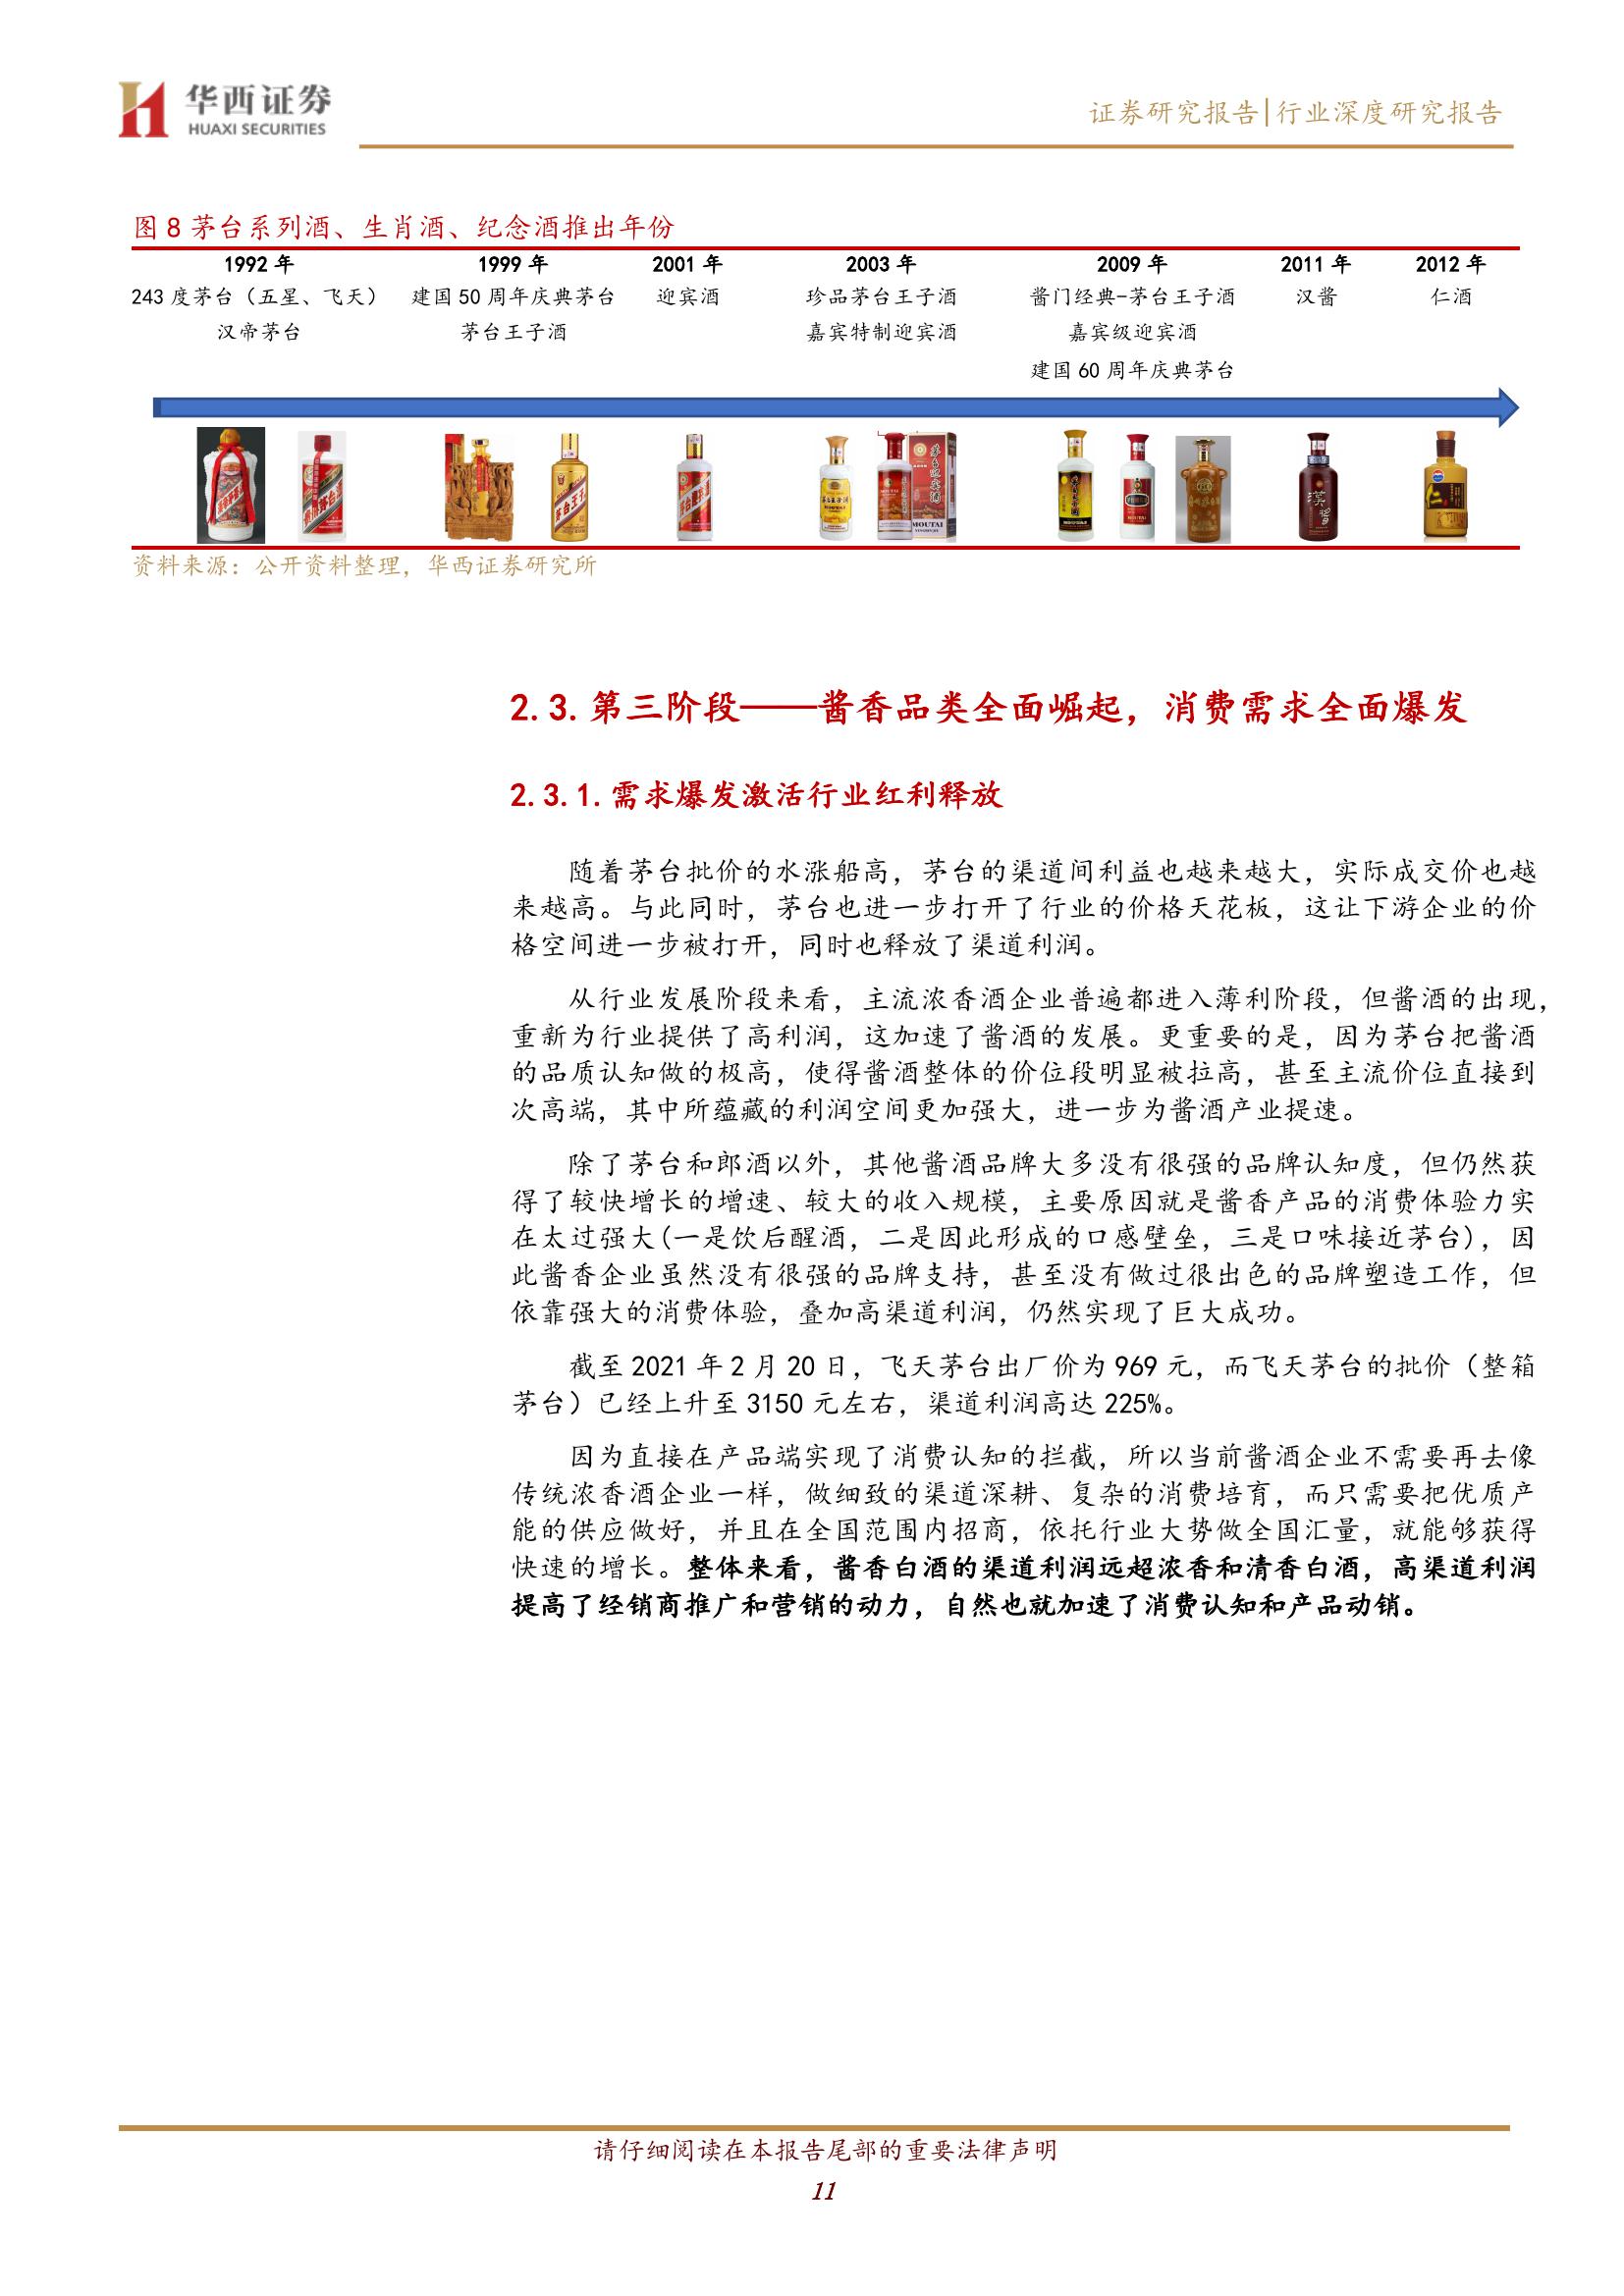 华西证券
HUAXI SECURITIES
证券研究报告|行业深度研究报告
图 8 茅台系列酒、生肖酒、纪念酒推出年份
1992 年 1999 年 2001 年 2003 年 2009 年 2011 年 2012 年
243 度茅台（五星、飞天） 建国 50 周年庆典茅台 迎宾酒 珍品茅台王子酒 酱门经典-茅台王子酒 汉酱 仁酒
汉帝茅台 茅台王子酒 嘉宾特制迎宾酒 嘉宾级迎宾酒
建国 60 周年庆典茅台
资料来源：公开资料整理，华西证券研究所
2.3.第三阶段——酱香品类全面崛起，消费需求全面爆发
2.3.1.需求爆发激活行业红利释放
随着茅台批价的水涨船高，茅台的渠道间利益也越来越大，实际成交价也越
来越高。与此同时，茅台也进一步打开了行业的价格天花板，这让下游企业的价
格空间进一步被打开，同时也释放了渠道利润。
从行业发展阶段来看，主流浓香酒企业普遍都进入薄利阶段，但酱酒的出现，
重新为行业提供了高利润，这加速了酱酒的发展。更重要的是，因为茅台把酱酒
的品质认知做的极高，使得酱酒整体的价位段明显被拉高，甚至主流价位直接到
次高端，其中所蕴藏的利润空间更加强大，进一步为酱酒产业提速。
除了茅台和郎酒以外，其他酱酒品牌大多没有很强的品牌认知度，但仍然获
得了较快增长的增速、较大的收入规模，主要原因就是酱香产品的消费体验力实
在太过强大(一是饮后醒酒，二是因此形成的口感壁垒，三是口味接近茅台)，因
此酱香企业虽然没有很强的品牌支持，甚至没有做过很出色的品牌塑造工作，但
依靠强大的消费体验，叠加高渠道利润，仍然实现了巨大成功。
截至 2021 年 2 月 20 日，飞天茅台出厂价为 969 元，而飞天茅台的批价（整箱
茅台）已经上升至 3150 元左右，渠道利润高达 225%。
因为直接在产品端实现了消费认知的拦截，所以当前酱酒企业不需要再去像
传统浓香酒企业一样，做细致的渠道深耕、复杂的消费培育，而只需要把优质产
能的供应做好，并且在全国范围内招商，依托行业大势做全国汇量，就能够获得
快速的增长。整体来看，酱香白酒的渠道利润远超浓香和清香白酒，高渠道利润
提高了经销商推广和营销的动力，自然也就加速了消费认知和产品动销。
请仔细阅读在本报告尾部的重要法律声明
11